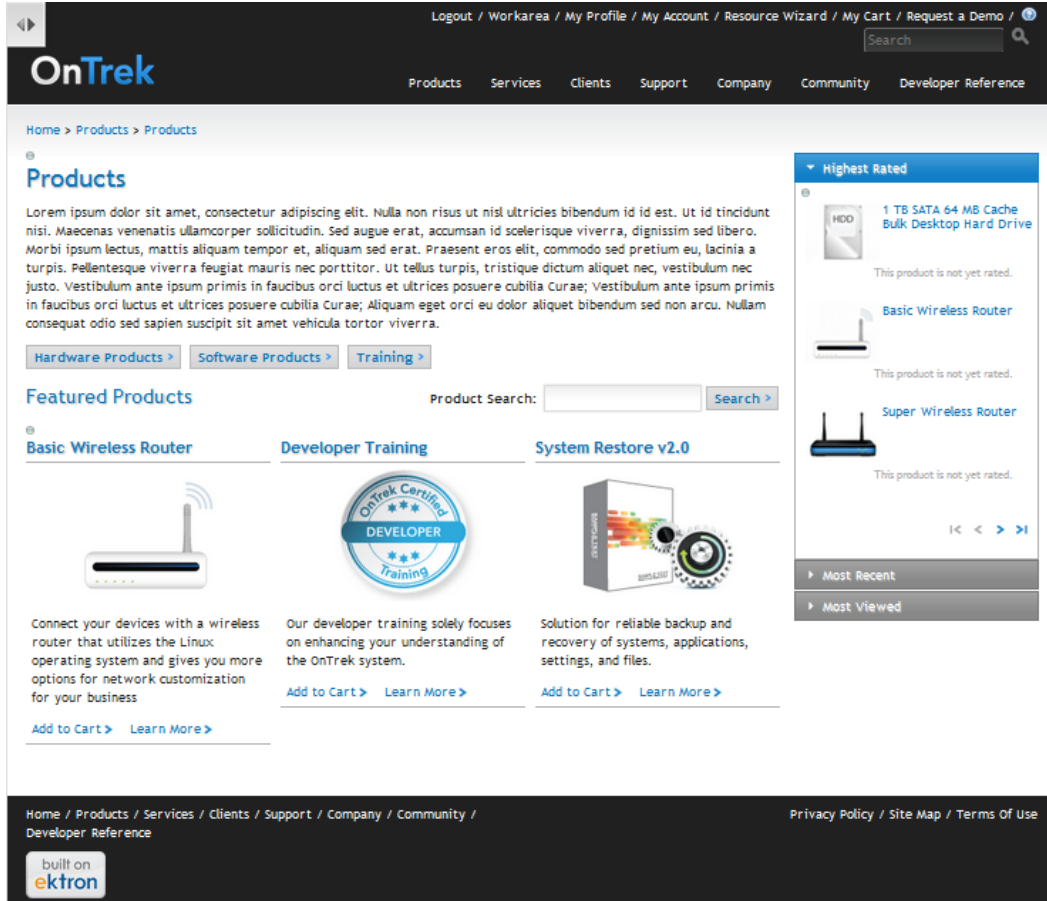 Logout / Workarea / My Profile / My Account / Resource Wizard / My Cart / Request a Demo /
Search
OnTrek
Products Services Clients Support Company Community Developer Reference
Home > Products > Products
Products
Lorem ipsum dolor sit amet, consectetur adipiscing elit. Nulla non risus ut nisl ultricies bibendum id id est. Ut id tincidunt
nisi. Maecenas venenatis ullamcorper sollicitudin. Sed augue erat, accumsan id scelerisque viverra, dignissim sed libero.
Morbi ipsum lectus, mattis aliquam tempor et, aliquam sed erat. Praesent eros elit, commodo sed pretium eu, lacinia a
turpis. Pellentesque viverra feugiat mauris nec porttitor. Ut tellus turpis, tristique dictum aliquet nec, vestibulum nec
justo. Vestibulum ante ipsum primis in faucibus orci luctus et ultrices posuere cubilia Curae; Vestibulum ante ipsum primis
in faucibus orci luctus et ultrices posuere cubilia Curae; Aliquam eget orci eu dolor aliquet bibendum sed non arcu. Nullam
consequat odio sed sapien suscipit sit amet vehicula tortor viverra.
Hardware Products > Software Products > Training >
Featured Products Product Search: Search >
Basic Wireless Router
Connect your devices with a wireless
router that utilizes the Linux
operating system and gives you more
options for network customization
for your business
Add to Cart > Learn More >
Developer Training
OnTrek Certified
DEVELOPER
Training
Our developer training solely focuses
on enhancing your understanding of
the OnTrek system.
Add to Cart > Learn More >
System Restore v2.0
Solution for reliable backup and
recovery of systems, applications,
settings, and files.
Add to Cart > Learn More >
Highest Rated
HDD
1 TB SATA 64 MB Cache
Bulk Desktop Hard Drive
This product is not yet rated.
Basic Wireless Router
This product is not yet rated.
Super Wireless Router
This product is not yet rated.
Most Recent
Most Viewed
Home / Products / Services / Clients / Support / Company / Community /
Developer Reference
Privacy Policy / Site Map / Terms Of Use
built on
ektron